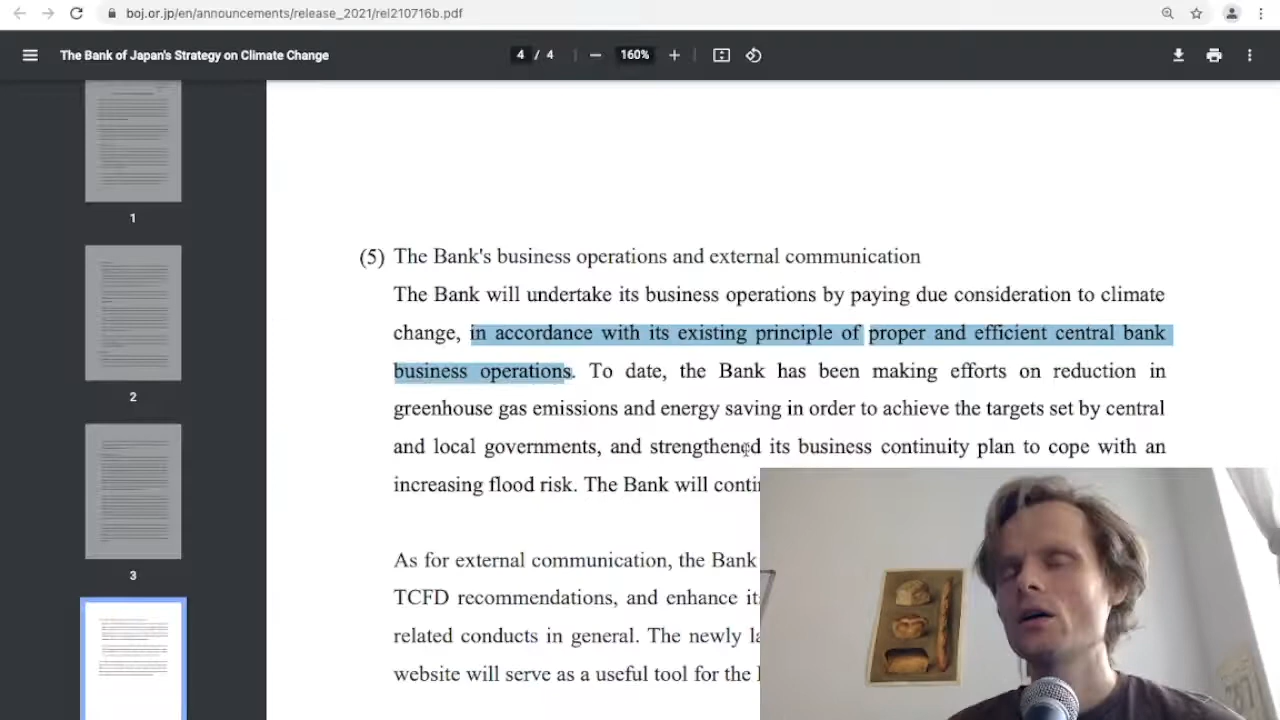 boj.or.jp/en/announcements/release_2021/rel210716b.pdf
The Bank of Japan's Strategy on Climate Change
4 / 4
160%
1
2
3
(5) The Bank's business operations and external communication
The Bank will undertake its business operations by paying due consideration to climate
change, in accordance with its existing principle of proper and efficient central bank
business operations. To date, the Bank has been making efforts on reduction in
greenhouse gas emissions and energy saving in order to achieve the targets set by central
and local governments, and strengthened its business continuity plan to cope with an
increasing flood risk. The Bank will conti
As for external communication, the Bank
TCFD recommendations, and enhance it
related conducts in general. The newly la
website will serve as a useful tool for the